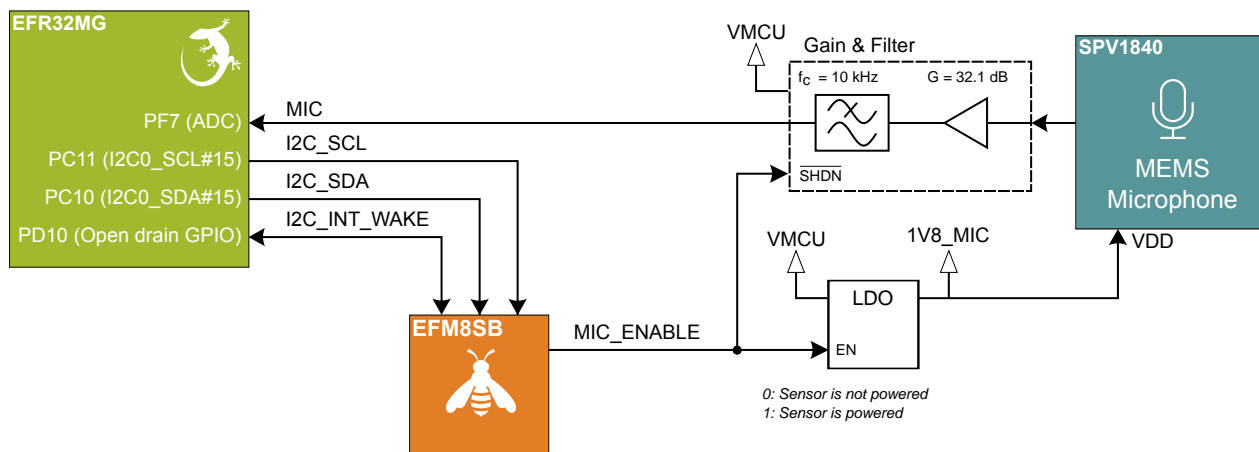 EFR32MG
PF7 (ADC)
PC11 (I2C0_SCL#15)
PC10 (I2C0_SDA#15)
PD10 (Open drain GPIO)
MIC
I2C_SCL
I2C_SDA
I2C_INT_WAKE
EFM8SB
MIC_ENABLE
VMCU
Gain & Filter
fc = 10 kHz
G = 32.1 dB
SHDN
SPV1840
MEMS
Microphone
VDD
VMCU
1V8_MIC
LDO
EN
0: Sensor is not powered
1: Sensor is powered